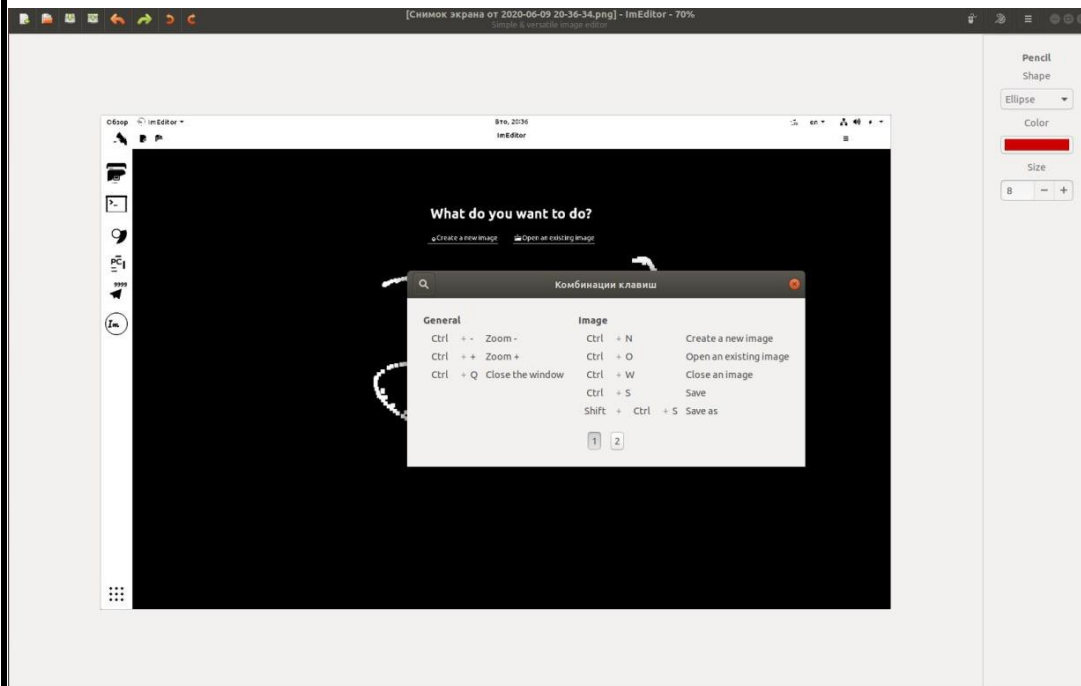 [Снимок экрана от 2020-06-09 20-36-34.png] - ImEditor - 70%
Simple & versatile image editor
Pencil
Shape
Ellipse
Color
Size
8 − +
Обзор ImEditor
Вто, 20:36
en
ImEditor
What do you want to do?
Create a new image Open an existing image
Комбинации клавиш
General
Ctrl + - Zoom -
Ctrl + + Zoom +
Ctrl + Q Close the window
Image
Ctrl + N Create a new image
Ctrl + O Open an existing image
Ctrl + W Close an image
Ctrl + S Save
Shift + Ctrl + S Save as
1 2